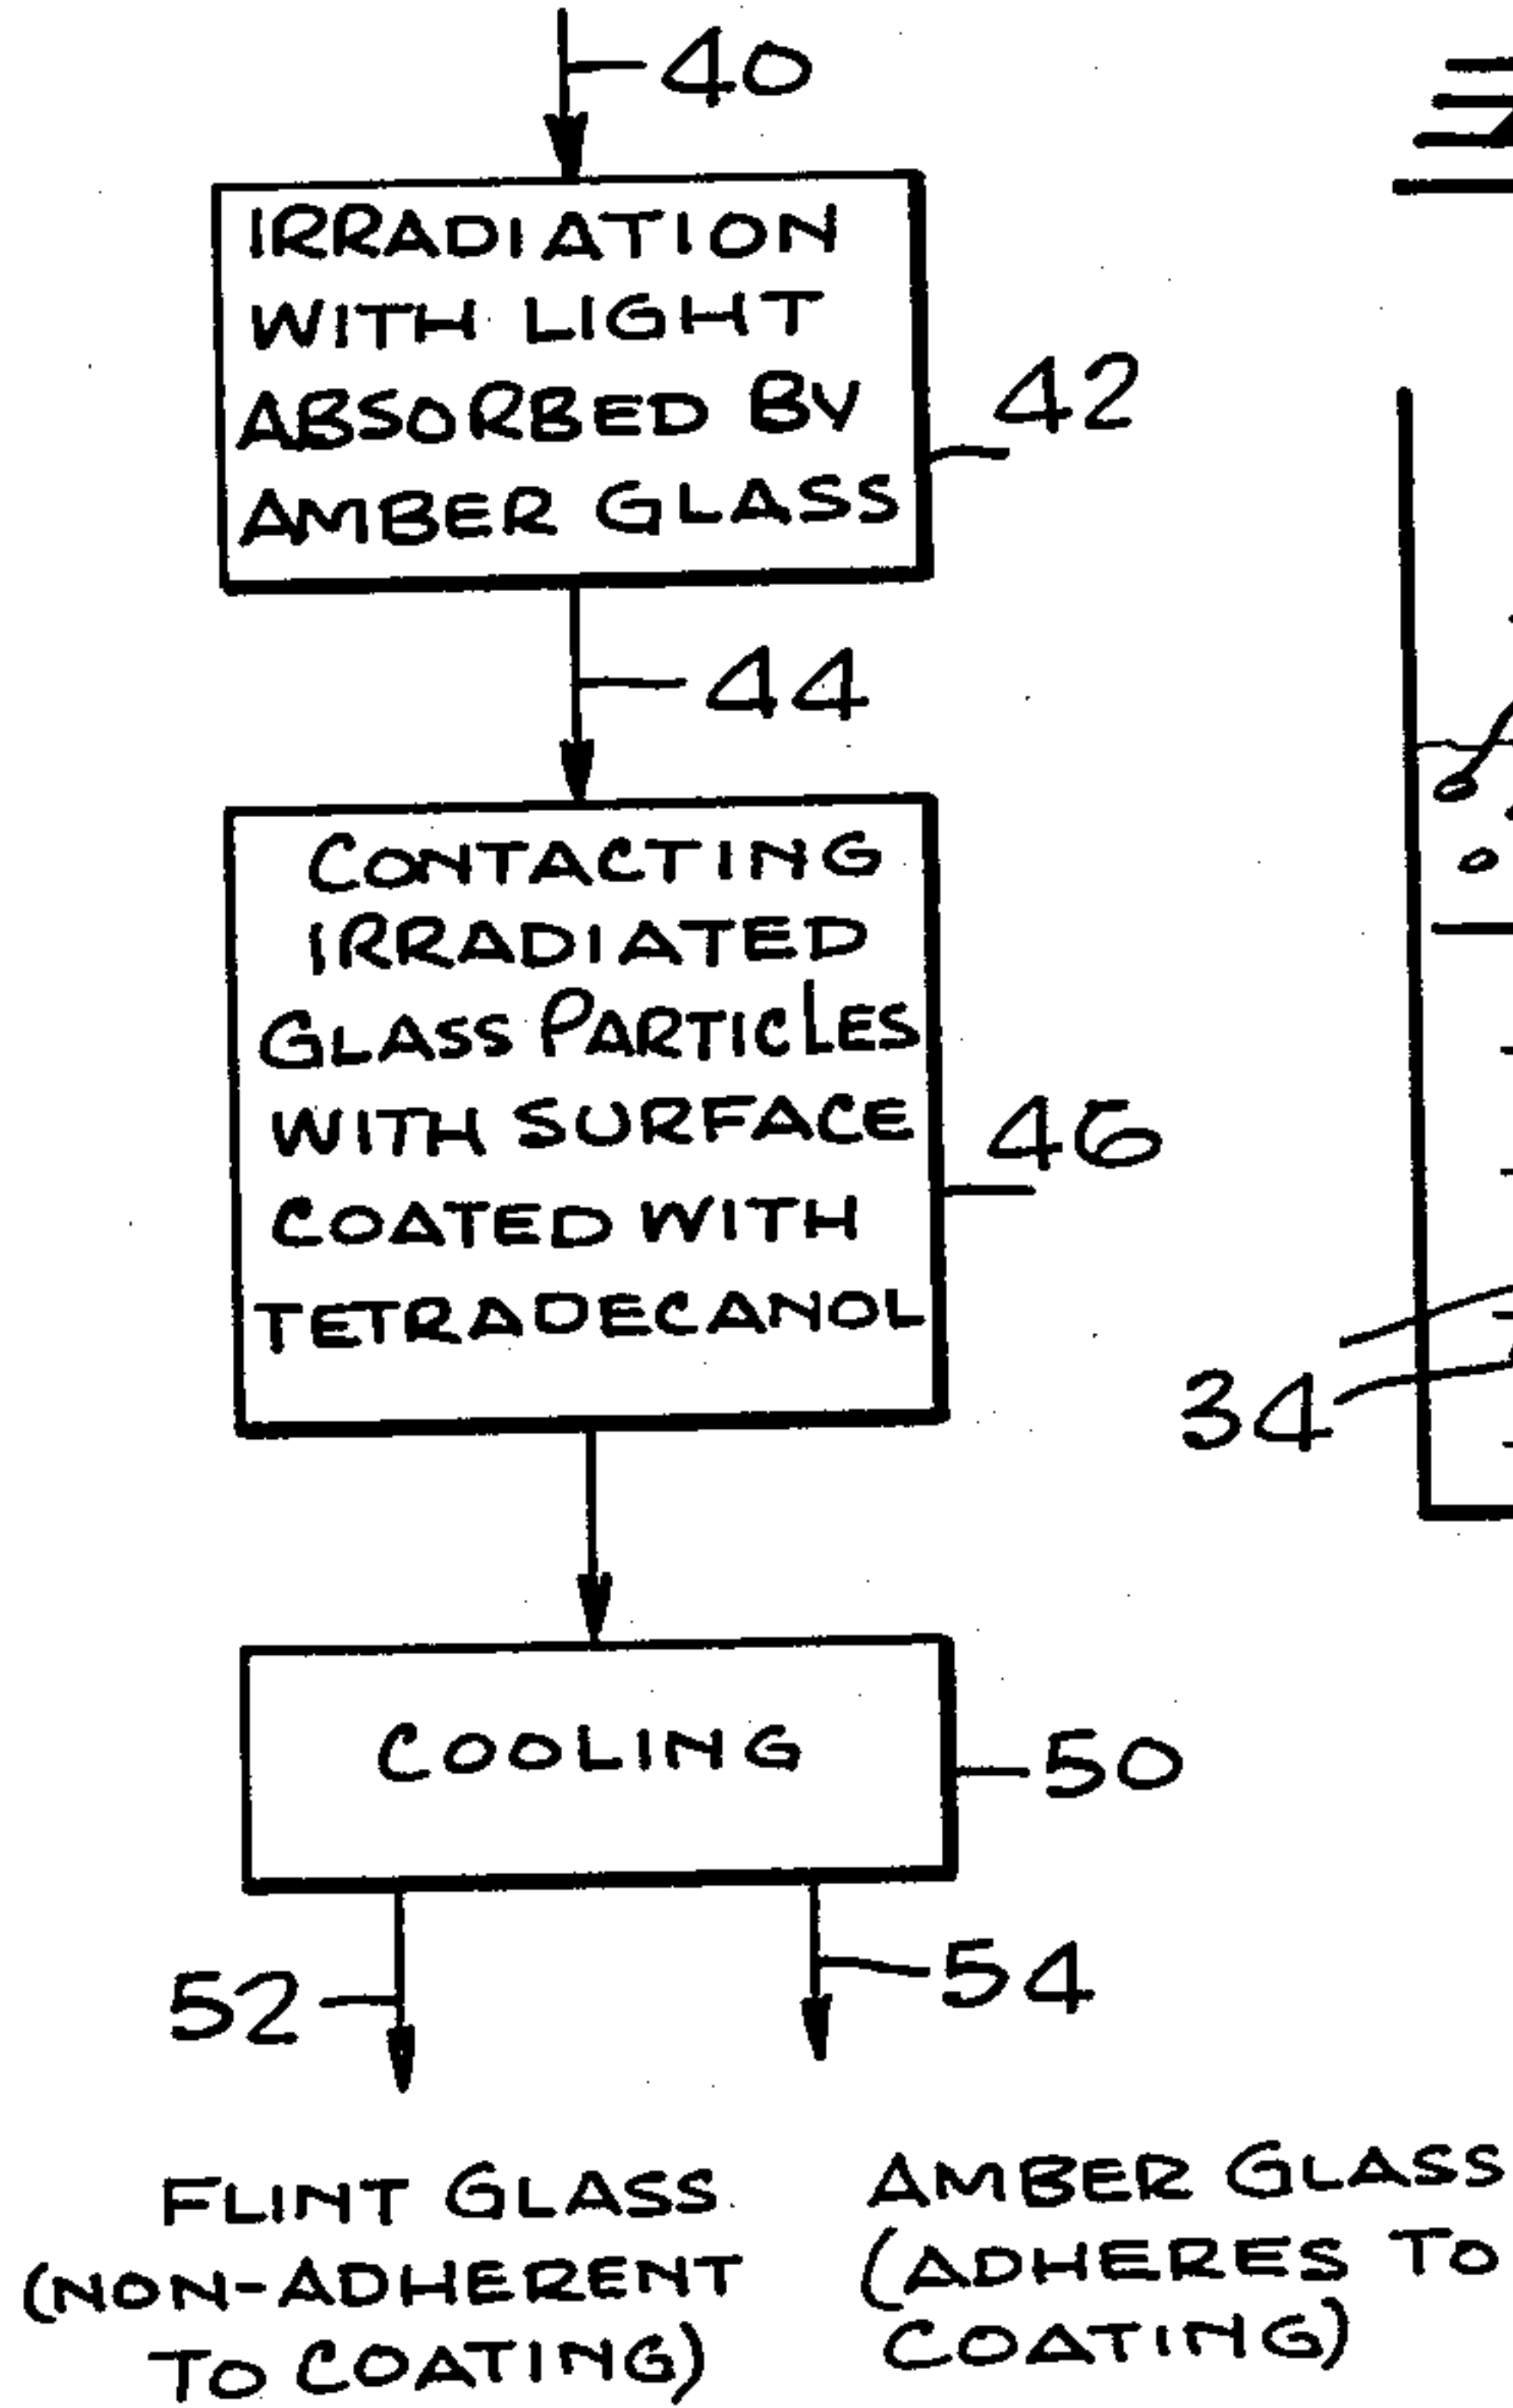 40
IRRADIATION
WITH LIGHT
ABSORBED BY
AMBER GLASS
42
44
CONTACTING
IRRADIATED
GLASS PARTICLES
WITH SURFACE
COATED WITH
TETRADECANOL
46
34
COOLING
50
52
54
FLINT GLASS
(NON-ADHERENT
TO COATING)
AMBER GLASS
(ADHERES TO
COATING)